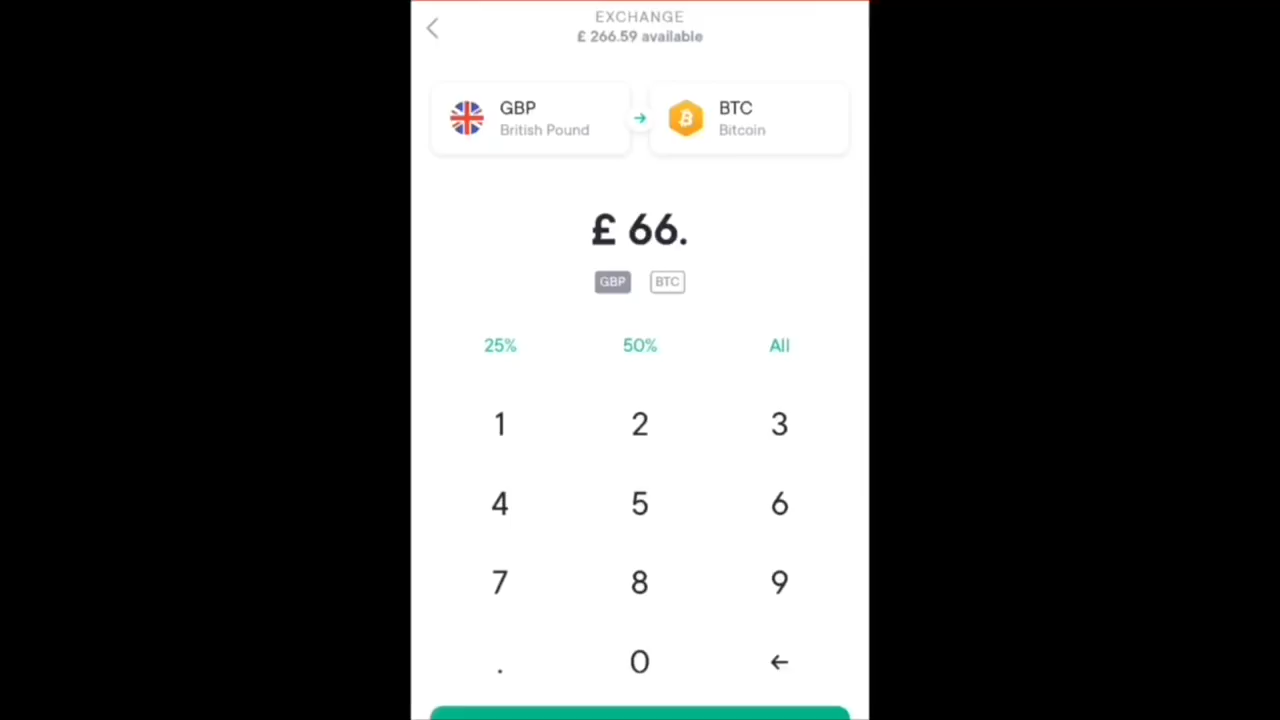 EXCHANGE
£ 266.59 available
GBP
British Pound
BTC
Bitcoin
£ 66.
GBP BTC
25% 50% All
1 2 3
4 5 6
7 8 9
. 0